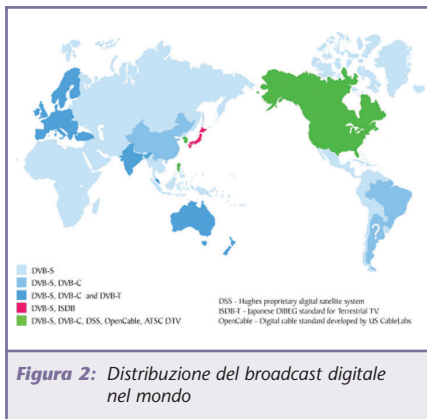 ?
DVB-S
DVB-S, DVB-C
DVB-S, DVB-C and DVB-T
DVB-S, ISDB
DVB-S, DVB-C, DSS, OpenCable, ATSC DTV
DSS - Hughes proprietary digital satellite system
ISDB-T - Japanese DIBEG standard for Terrestrial TV.
OpenCable - Digital cable standard developed by US CableLabs
Figura 2: Distribuzione del broadcast digitale
nel mondo